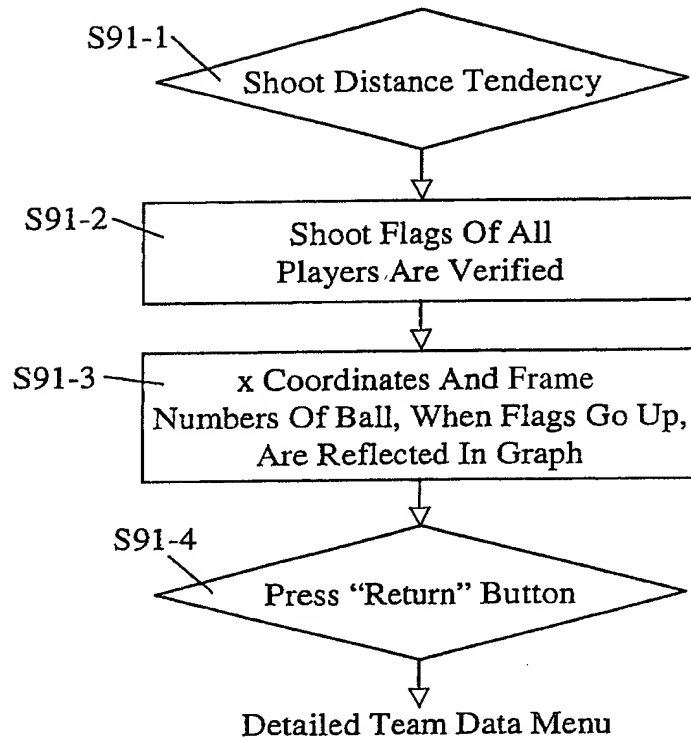 S91-1
Shoot Distance Tendency
S91-2
Shoot Flags Of All
Players Are Verified
S91-3
x Coordinates And Frame
Numbers Of Ball, When Flags Go Up,
Are Reflected In Graph
S91-4
Press “Return” Button
Detailed Team Data Menu